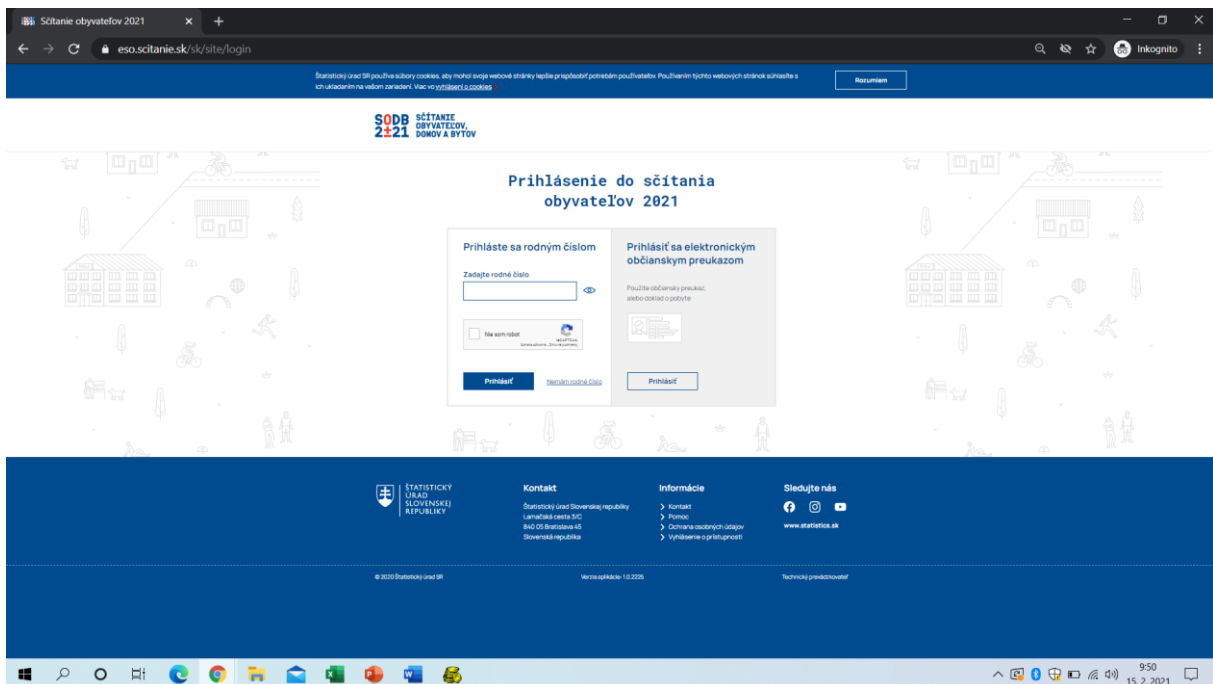 Sčítanie obyvateľov 2021
eso.scitanie.sk/sk/site/login
Inkognito
Štatistický úrad SR používa súbory cookies, aby mohol svoje webové stránky lepšie prispôsobiť potrebám používateľov. Používaním týchto webových stránok súhlasíte s
ich ukladaním na vašom zariadení. Viac vo vyhlásení o cookies
Rozumiem
SODB SČÍTANIE
OBYVATEĽOV,
2±21 DOMOV A BYTOV
Prihlásenie do sčítania
obyvateľov 2021
Prihláste sa rodným číslom
Zadajte rodné číslo
Nie som robot
reCAPTCHA
Prihlásiť
Nemám rodné číslo
Prihlásiť sa elektronickým
občianskym preukazom
Použite občiansky preukaz,
alebo doklad o pobyte
Prihlásiť
ŠTATISTICKÝ
ÚRAD
SLOVENSKEJ
REPUBLIKY
Kontakt
Štatistický úrad Slovenskej republiky
Lamačská cesta 3/C
840 05 Bratislava 45
Slovenská republika
Informácie
Kontakt
Pomoc
Ochrana osobných údajov
Vyhlásenie o prístupnosti
Sledujte nás
www.statistics.sk
© 2020 Štatistický úrad SR
Verzia aplikácie: 1.0.2225
Technický prevádzkovateľ
9:50
15. 2. 2021